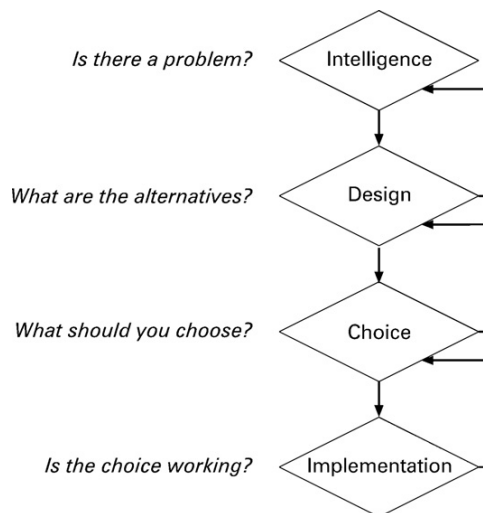 Is there a problem?
Intelligence
What are the alternatives?
Design
What should you choose?
Choice
Is the choice working?
Implementation